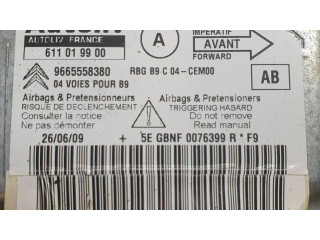 Autoliv
AUTOLIV FRANCE
611 01 99 00
A
IMPERATIF
AVANT
FORWARD
9665558380
04 VOIES POUR B9
RBG B9 C 04-CEM00
AB
Airbags & Pretensionneurs
RISQUE DE DECLENCHEMENT
Consulter la notice
Ne pas démonter
Airbags & Pretensioners
TRIGGERING HAZARD
Do not remove
Read manual
26/06/09 + 5E GBNF 0076399 R * F9